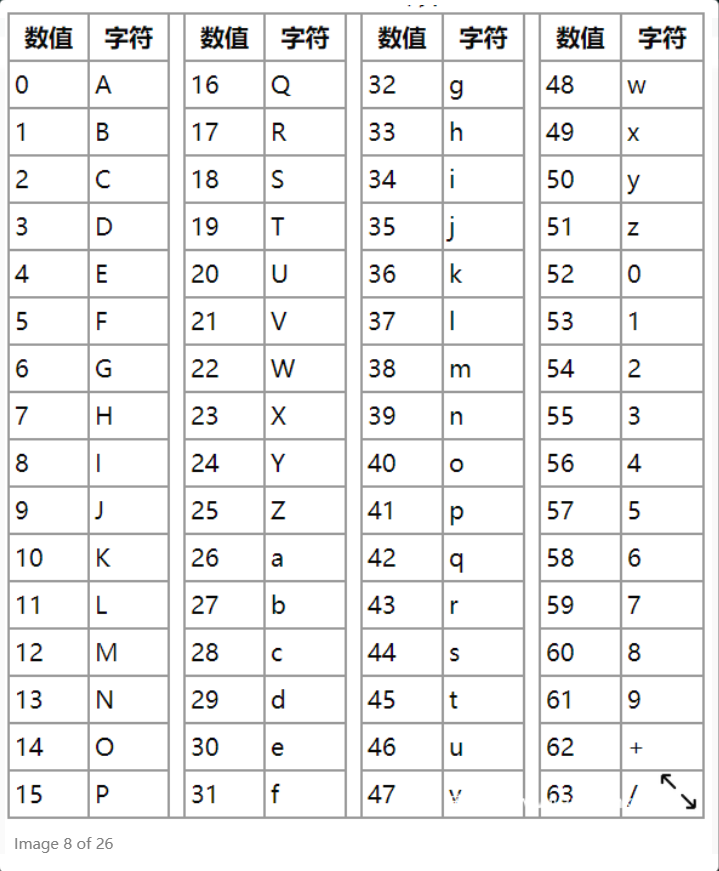 数值 字符 数值 字符 数值 字符 数值 字符
0 A 16 Q 32 g 48 w
1 B 17 R 33 h 49 x
2 C 18 S 34 i 50 y
3 D 19 T 35 j 51 z
4 E 20 U 36 k 52 0
5 F 21 V 37 l 53 1
6 G 22 W 38 m 54 2
7 H 23 X 39 n 55 3
8 I 24 Y 40 o 56 4
9 J 25 Z 41 p 57 5
10 K 26 a 42 q 58 6
11 L 27 b 43 r 59 7
12 M 28 c 44 s 60 8
13 N 29 d 45 t 61 9
14 O 30 e 46 u 62 +
15 P 31 f 47 v 63 /
Image 8 of 26